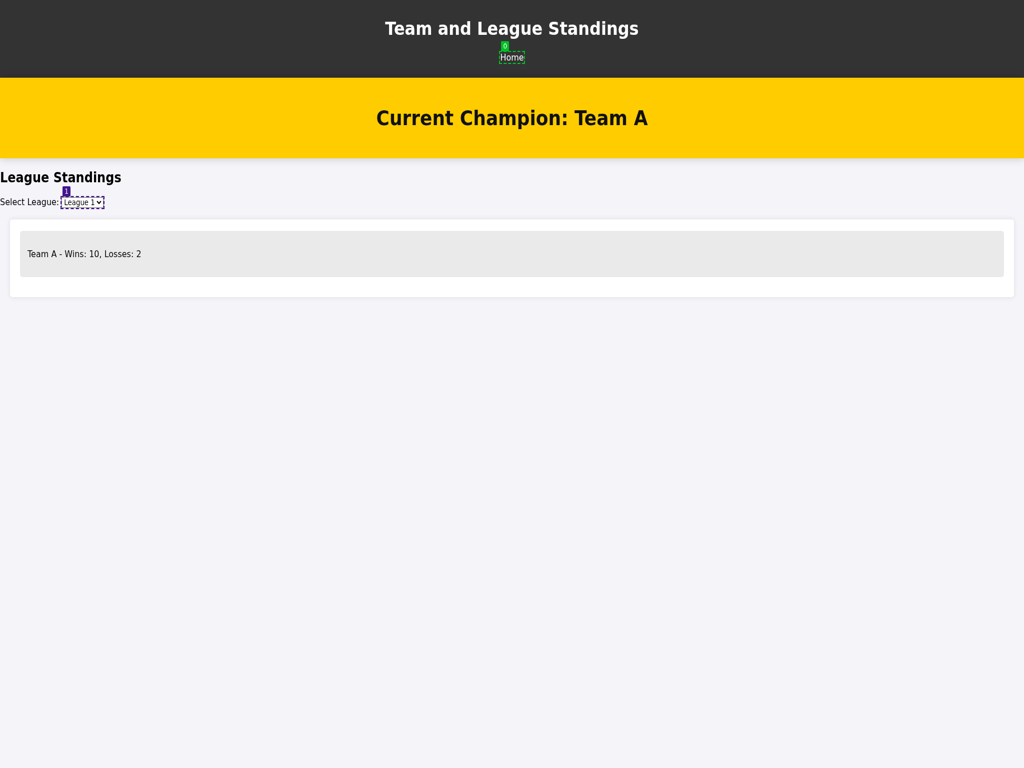 Team and League Standings
0
Home
Current Champion: Team A
League Standings
1
Select League: League 1
Team A - Wins: 10, Losses: 2